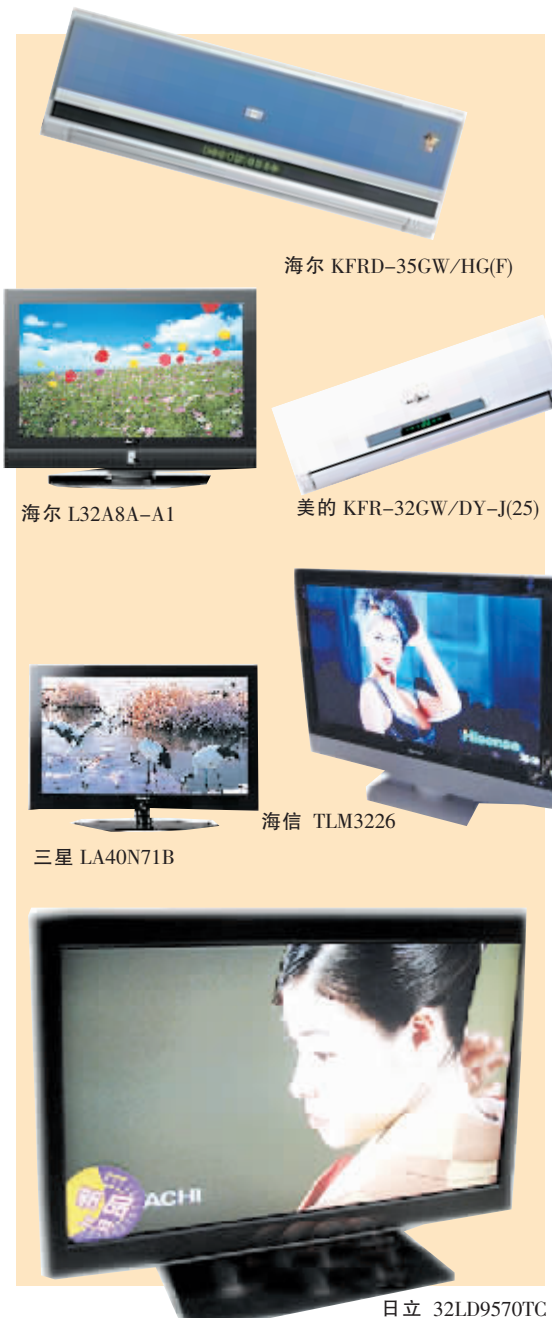 海尔 KFRD-35GW/HG(F)
海尔 L32A8A-A1
美的 KFR-32GW/DY-J(25)
Hisense
海信 TLM3226
三星 LA40N71B
新
ACHI
日立 32LD9570TC